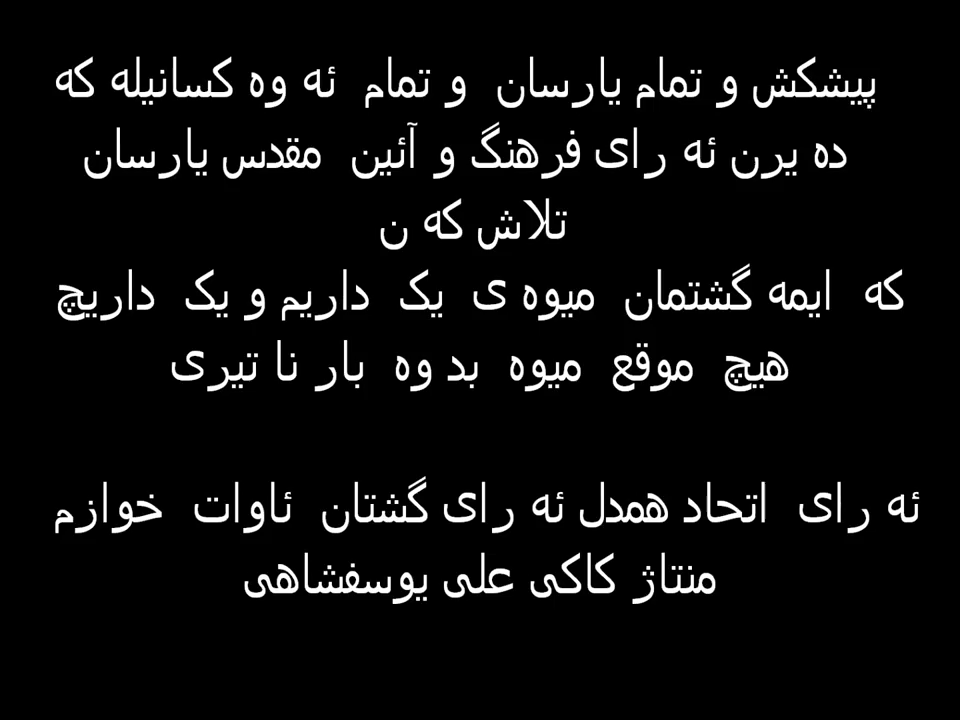 پیشکش و تمام یارسان و تمام ئه وه کسانیله که
ده یرن ئه رای فرهنگ و آئین مقدس یارسان
تلاش که ن
که ایمه گشتمان میوه ی یک داریم و یک داریچ
هیچ موقع میوه بد وه بار نا تیری
ئه رای اتحاد همدل ئه رای گشتان ئاوات خوازم
منتاژ کاکی علی یوسفشاهی